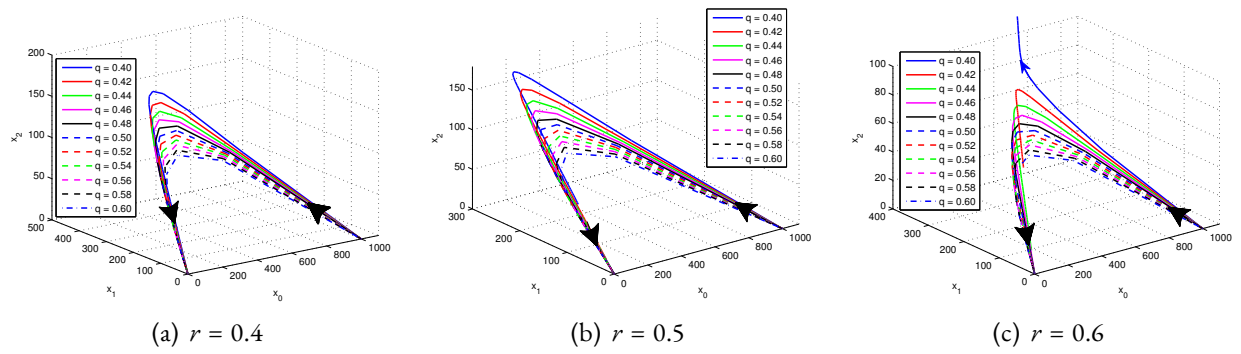 200
150
100
50
0
x2
500
400
300
200
100
0
x1
0
200
400
600
800
1000
x0
q = 0.40
q = 0.42
q = 0.44
q = 0.46
q = 0.48
q = 0.50
q = 0.52
q = 0.54
q = 0.56
q = 0.58
q = 0.60
(a) r = 0.4
150
100
50
0
x2
300
200
100
0
x1
0
200
400
600
800
1000
x0
q = 0.40
q = 0.42
q = 0.44
q = 0.46
q = 0.48
q = 0.50
q = 0.52
q = 0.54
q = 0.56
q = 0.58
q = 0.60
(b) r = 0.5
100
80
60
40
20
0
x2
400
300
200
100
0
x1
0
200
400
600
800
1000
x0
q = 0.40
q = 0.42
q = 0.44
q = 0.46
q = 0.48
q = 0.50
q = 0.52
q = 0.54
q = 0.56
q = 0.58
q = 0.60
(c) r = 0.6